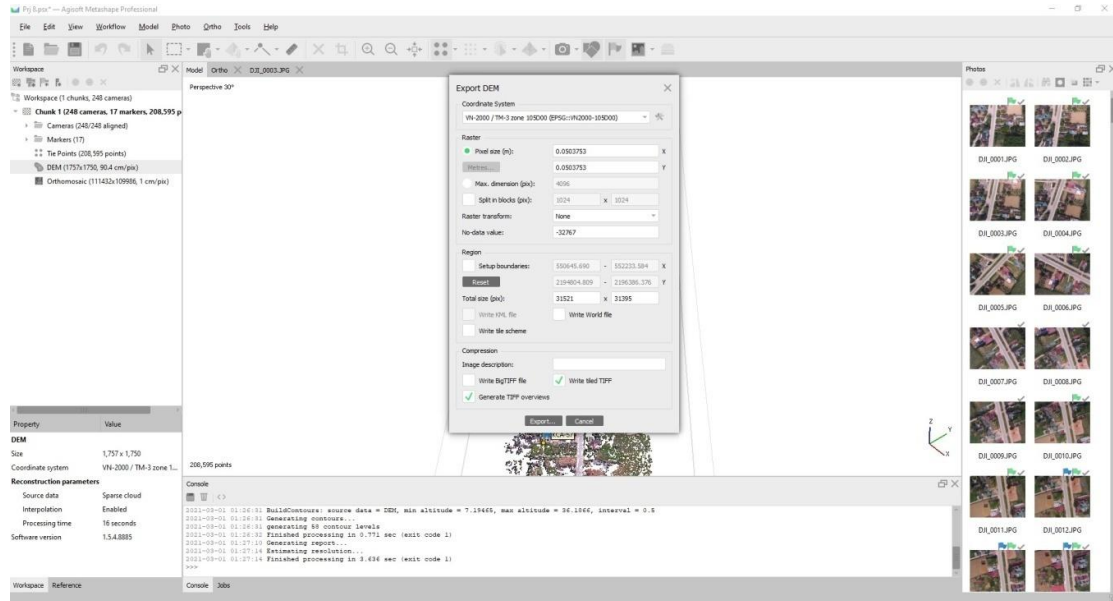 Prj II.psx* — Agisoft Metashape Professional
File Edit View Workflow Model Photo Ortho Tools Help
Workspace
Workspace (1 chunks, 248 cameras)
Chunk 1 (248 cameras, 17 markers, 208,595 p
Cameras (248/248 aligned)
Markers (17)
Tie Points (208,595 points)
DEM (1757x1750, 90.4 cm/pix)
Orthomosaic (111432x109986, 1 cm/pix)
Property Value
DEM
Size 1,757 x 1,750
Coordinate system VN-2000 / TM-3 zone 1...
Reconstruction parameters
Source data Sparse cloud
Interpolation Enabled
Processing time 16 seconds
Software version 1.5.4.8885
Workspace Reference
Model Ortho DJI_0003.JPG
Perspective 30°
208,595 points
Z
Y
X
Export DEM
Coordinate System
VN-2000 / TM-3 zone 105D00 (EPSG::VN2000-105D00)
Raster
Pixel size (m): 0.0503753 X
Metres... 0.0503753 Y
Max. dimension (pix): 4096
Split in blocks (pix): 1024 x 1024
Raster transform: None
No-data value: -32767
Region
Setup boundaries: 550645.690 - 552233.584 X
Reset 2194804.809 - 2196386.376 Y
Total size (pix): 31521 x 31395
Write KML file Write World file
Write tile scheme
Compression
Image description:
Write BigTIFF file Write tiled TIFF
Generate TIFF overviews
Export... Cancel
Console
2021-03-01 01:26:31 BuildContours: source data = DEM, min altitude = 7.19465, max altitude = 36.1866, interval = 0.5
2021-03-01 01:26:31 Generating contours...
2021-03-01 01:26:31 generating 58 contour levels
2021-03-01 01:26:32 Finished processing in 0.771 sec (exit code 1)
2021-03-01 01:27:10 Generating report...
2021-03-01 01:27:14 Estimating resolution...
2021-03-01 01:27:14 Finished processing in 3.636 sec (exit code 1)
>>>
Console Jobs
Photos
DJI_0001.JPG DJI_0002.JPG
DJI_0003.JPG DJI_0004.JPG
DJI_0005.JPG DJI_0006.JPG
DJI_0007.JPG DJI_0008.JPG
DJI_0009.JPG DJI_0010.JPG
DJI_0011.JPG DJI_0012.JPG